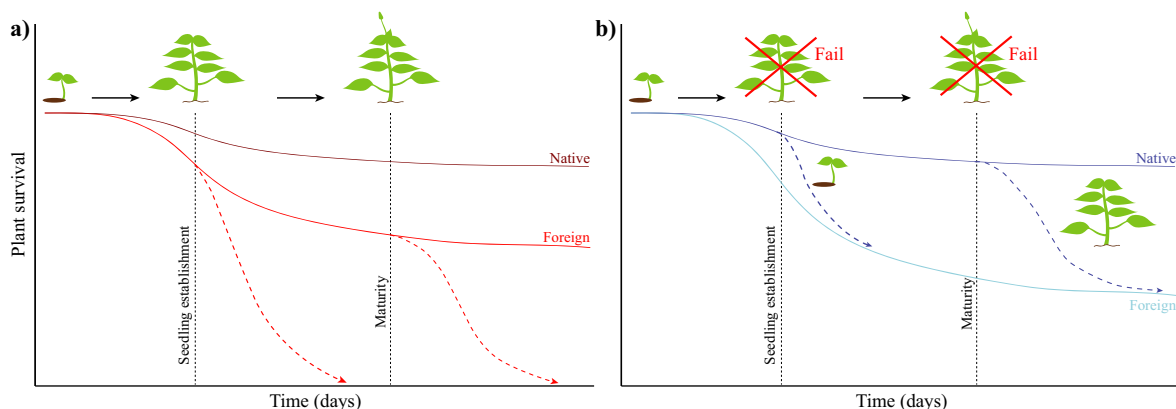 a)
Plant survival
Native
Foreign
Seedling establishment
Maturity
Time (days)
b)
Fail
Fail
Native
Foreign
Seedling establishment
Maturity
Time (days)